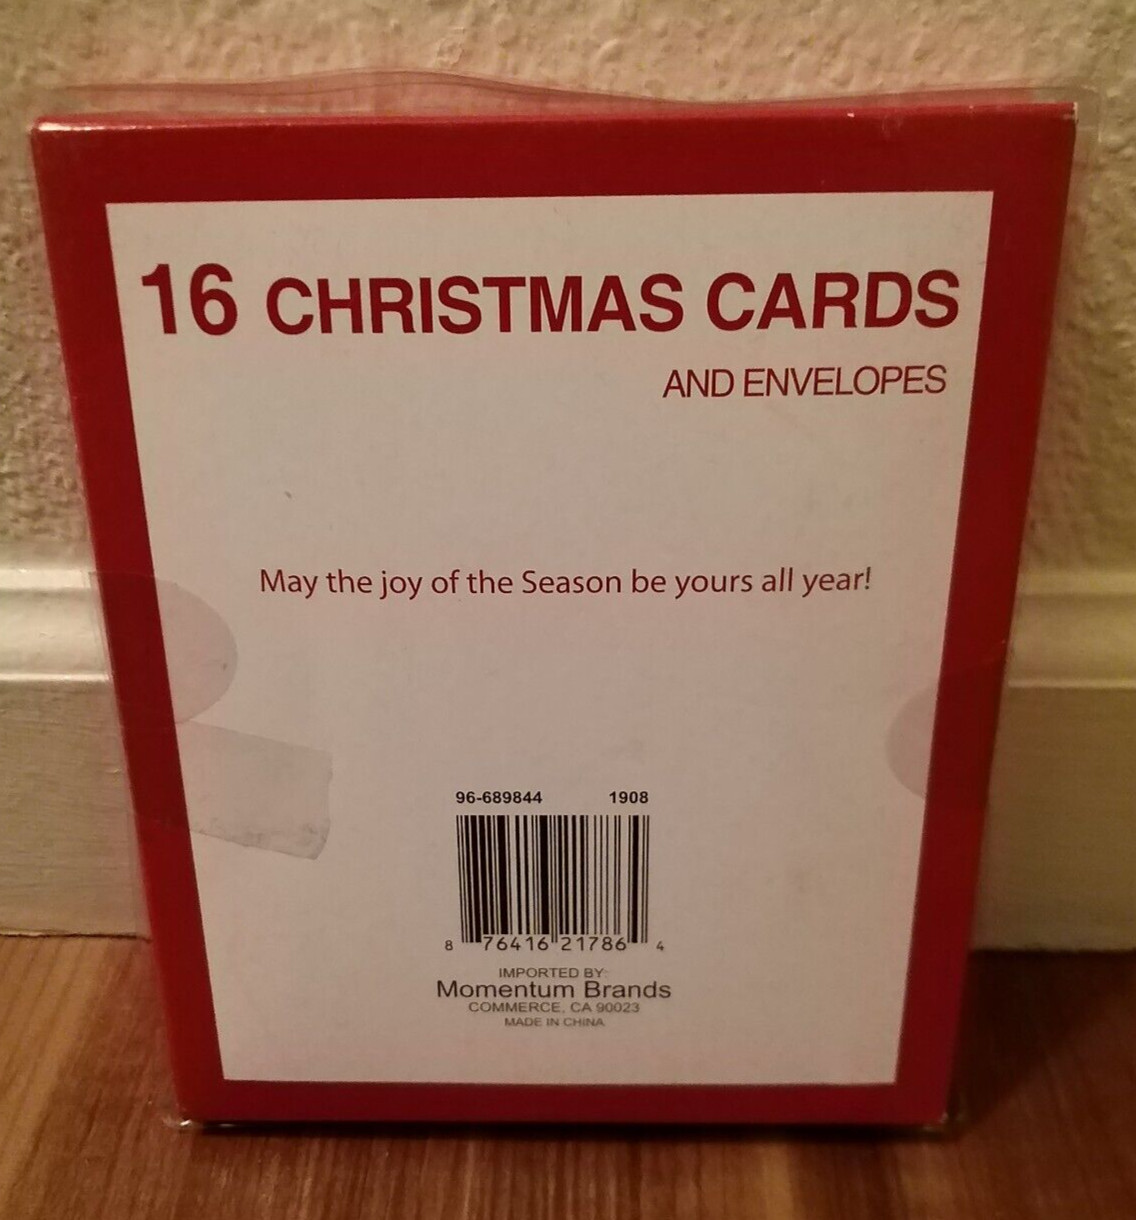 16 CHRISTMAS CARDS
AND ENVELOPES
May the joy of the Season be yours all year!
96-689844 1908
8 76416 21786 4
IMPORTED BY:
Momentum Brands
COMMERCE, CA 90023
MADE IN CHINA